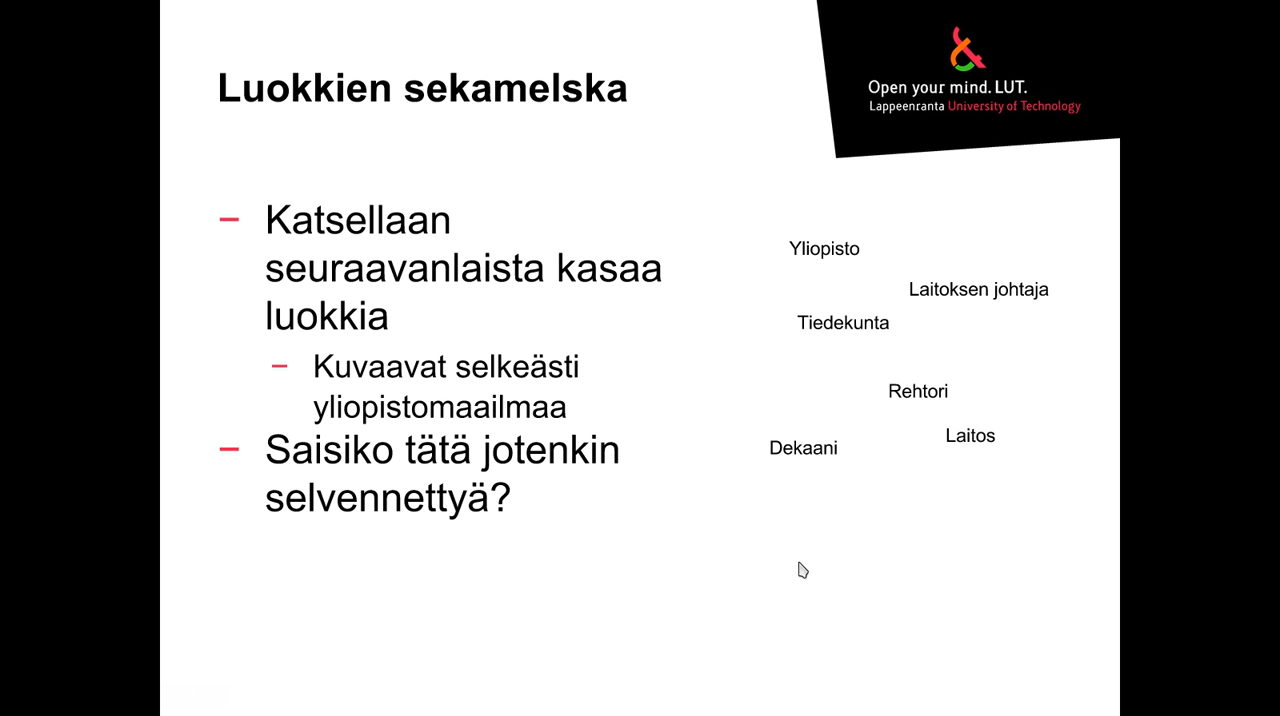 Luokkien sekamelska
Open your mind. LUT.
Lappeenranta University of Technology
– Katsellaan
seuraavanlaista kasaa
luokkia
– Kuvaavat selkeästi
yliopistomaailmaa
– Saisiko tätä jotenkin
selvennettyä?
Yliopisto
Laitoksen johtaja
Tiedekunta
Rehtori
Laitos
Dekaani